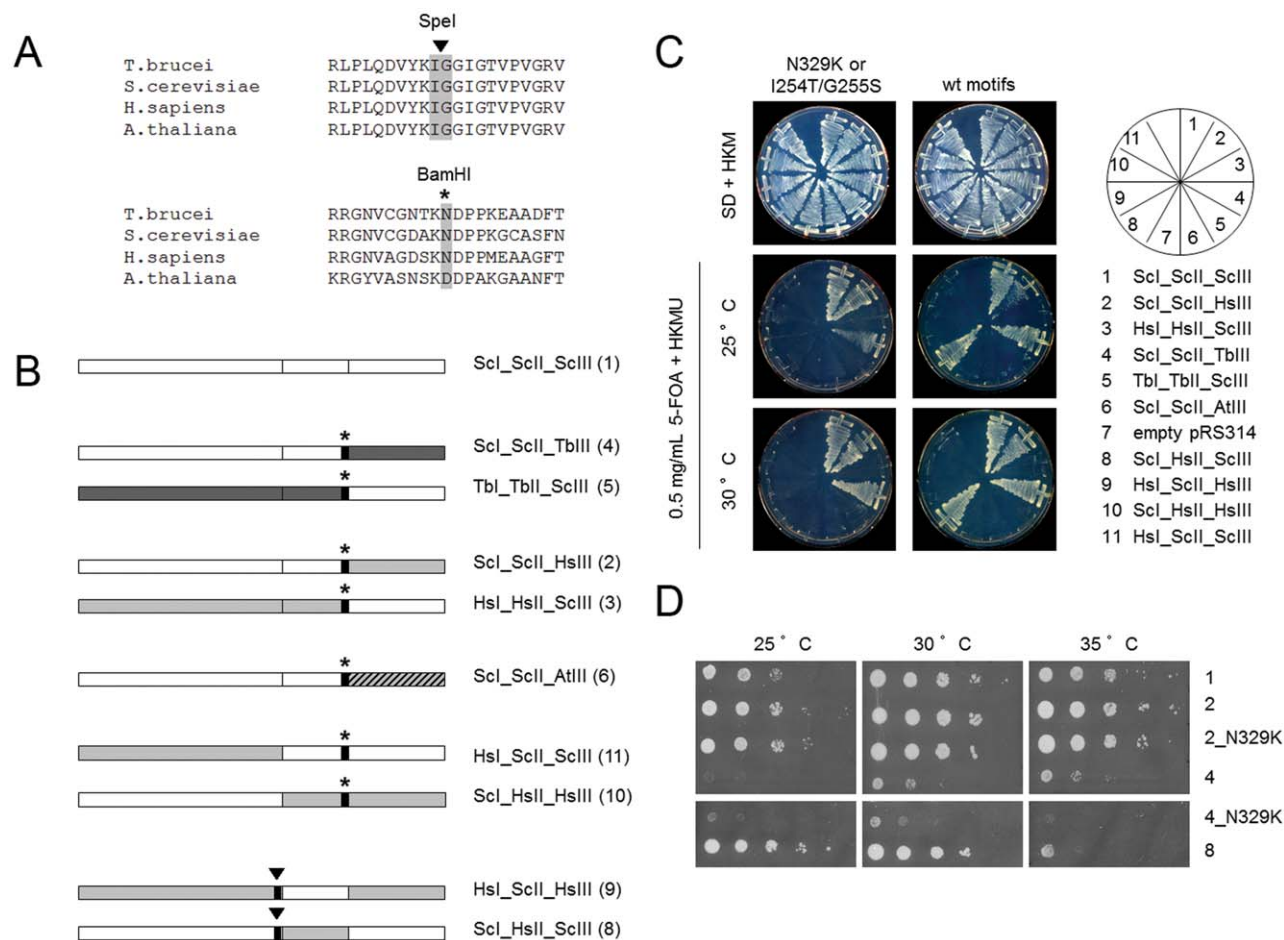 A
SpeI
T.brucei RLPLQDVYKIGGIGTVPVGRV
S.cerevisiae RLPLQDVYKIGGIGTVPVGRV
H.sapiens RLPLQDVYKIGGIGTVPVGRV
A.thaliana RLPLQDVYKIGGIGTVPVGRV
BamHI
*
T.brucei RRGNVCGNTKNDPPKEAADFT
S.cerevisiae RRGNVCGDAKNDPPKGCASFN
H.sapiens RRGNVAGDSKNDPPMEAAGFT
A.thaliana KRGYVASNSKDDPAKGAANFT
B
ScI_ScII_ScIII (1)
*
ScI_ScII_TbIII (4)
*
TbI_TbII_ScIII (5)
*
ScI_ScII_HsIII (2)
*
HsI_HsII_ScIII (3)
*
ScI_ScII_AtIII (6)
*
HsI_ScII_ScIII (11)
*
ScI_HsII_HsIII (10)
HsI_ScII_HsIII (9)
ScI_HsII_ScIII (8)
C
N329K or
I254T/G255S
wt motifs
SD + HKM
0.5 mg/mL 5-FOA + HKMU
25° C
30° C
1
2
3
4
5
6
7
8
9
10
11
1 ScI_ScII_ScIII
2 ScI_ScII_HsIII
3 HsI_HsII_ScIII
4 ScI_ScII_TbIII
5 TbI_TbII_ScIII
6 ScI_ScII_AtIII
7 empty pRS314
8 ScI_HsII_ScIII
9 HsI_ScII_HsIII
10 ScI_HsII_HsIII
11 HsI_ScII_ScIII
D
25° C 30° C 35° C
1
2
2_N329K
4
4_N329K
8